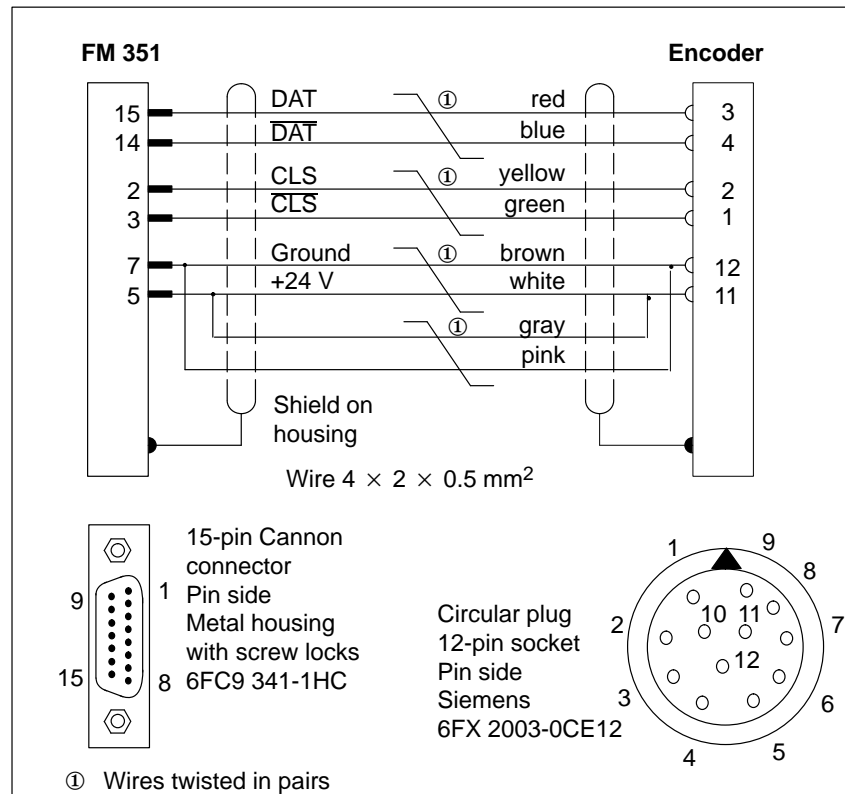 FM 351 Encoder
15 DAT ① red 3
14 D̅A̅T̅ blue 4
2 CLS ① yellow 2
3 C̅L̅S̅ green 1
7 Ground ① brown 12
5 +24 V white 11
① gray
pink
Shield on
housing
Wire 4 × 2 × 0.5 mm²
15-pin Cannon
connector
Pin side
Metal housing
with screw locks
6FC9 341-1HC
9 1
15 8
Circular plug
12-pin socket
Pin side
Siemens
6FX 2003-0CE12
1 9
8
2 10 11 7
12
3 6
4 5
① Wires twisted in pairs